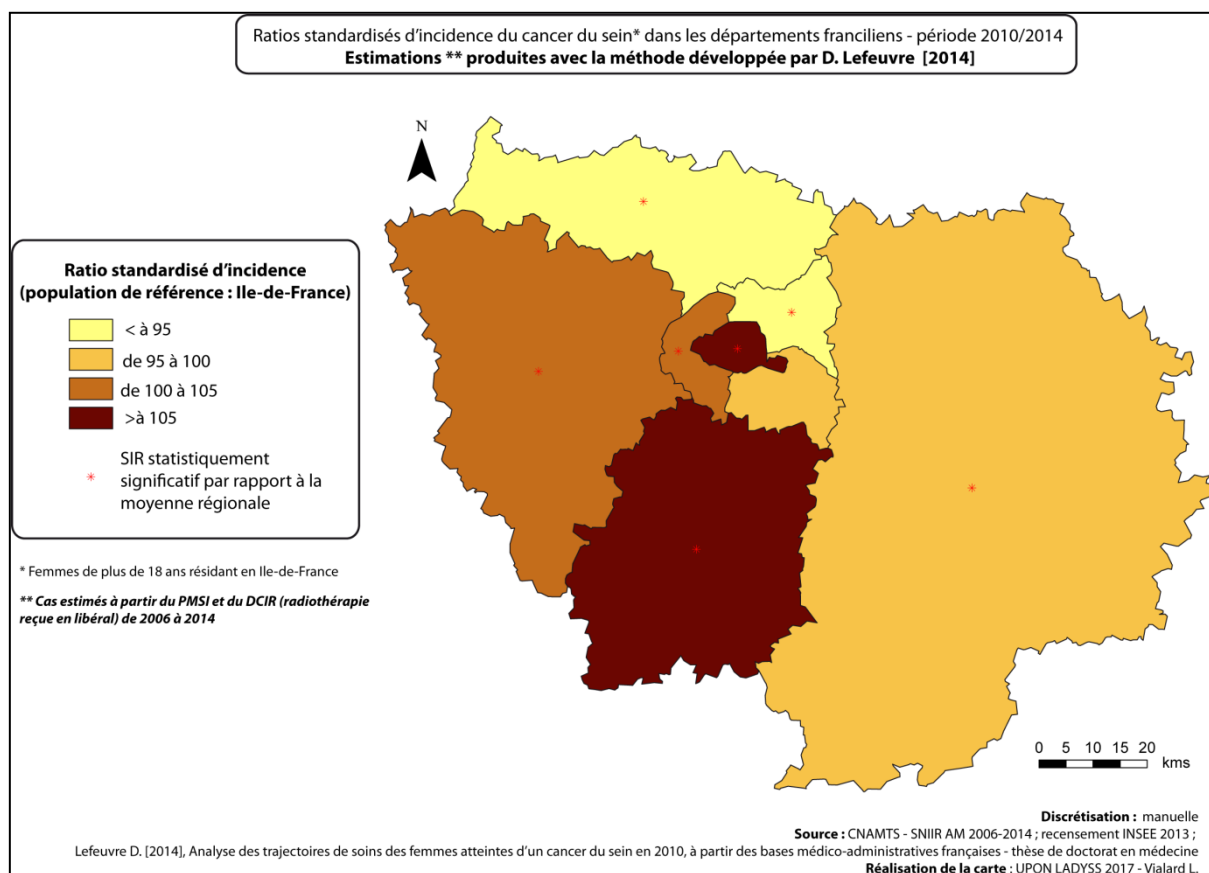 Ratios standardisés d'incidence du cancer du sein* dans les départements franciliens - période 2010/2014
Estimations ** produites avec la méthode développée par D. Lefeuvre [2014]
N
Ratio standardisé d'incidence
(population de référence : Ile-de-France)
< à 95
de 95 à 100
de 100 à 105
>à 105
* SIR statistiquement
significatif par rapport à la
moyenne régionale
* Femmes de plus de 18 ans résidant en Ile-de-France
** Cas estimés à partir du PMSI et du DCIR (radiothérapie
reçue en libéral) de 2006 à 2014
0 5 10 15 20
kms
Discrétisation : manuelle
Source : CNAMTS - SNIIR AM 2006-2014 ; recensement INSEE 2013 ;
Lefeuvre D. [2014], Analyse des trajectoires de soins des femmes atteintes d'un cancer du sein en 2010, à partir des bases médico-administratives françaises - thèse de doctorat en médecine
Réalisation de la carte : UPON LADYSS 2017 - Vialard L.